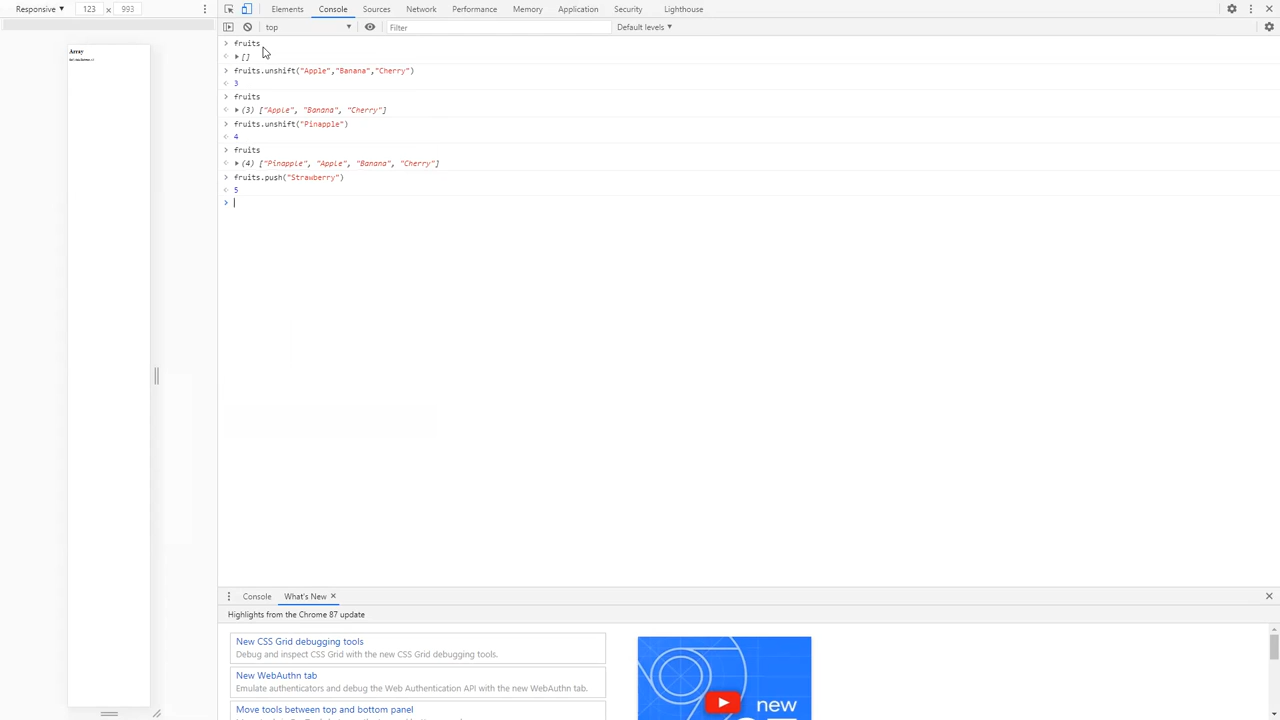 Responsive ▼ 123 × 993
Elements Console Sources Network Performance Memory Application Security Lighthouse
top ▼ Filter Default levels ▼
Array
> fruits
< ▶ []
> fruits.unshift("Apple","Banana","Cherry")
< 3
> fruits
< ▶ (3) ["Apple", "Banana", "Cherry"]
> fruits.unshift("Pinapple")
< 4
> fruits
< ▶ (4) ["Pinapple", "Apple", "Banana", "Cherry"]
> fruits.push("Strawberry")
< 5
>
Console What's New ×
Highlights from the Chrome 87 update
New CSS Grid debugging tools
Debug and inspect CSS Grid with the new CSS Grid debugging tools.
New WebAuthn tab
Emulate authenticators and debug the Web Authentication API with the new WebAuthn tab.
Move tools between top and bottom panel
new